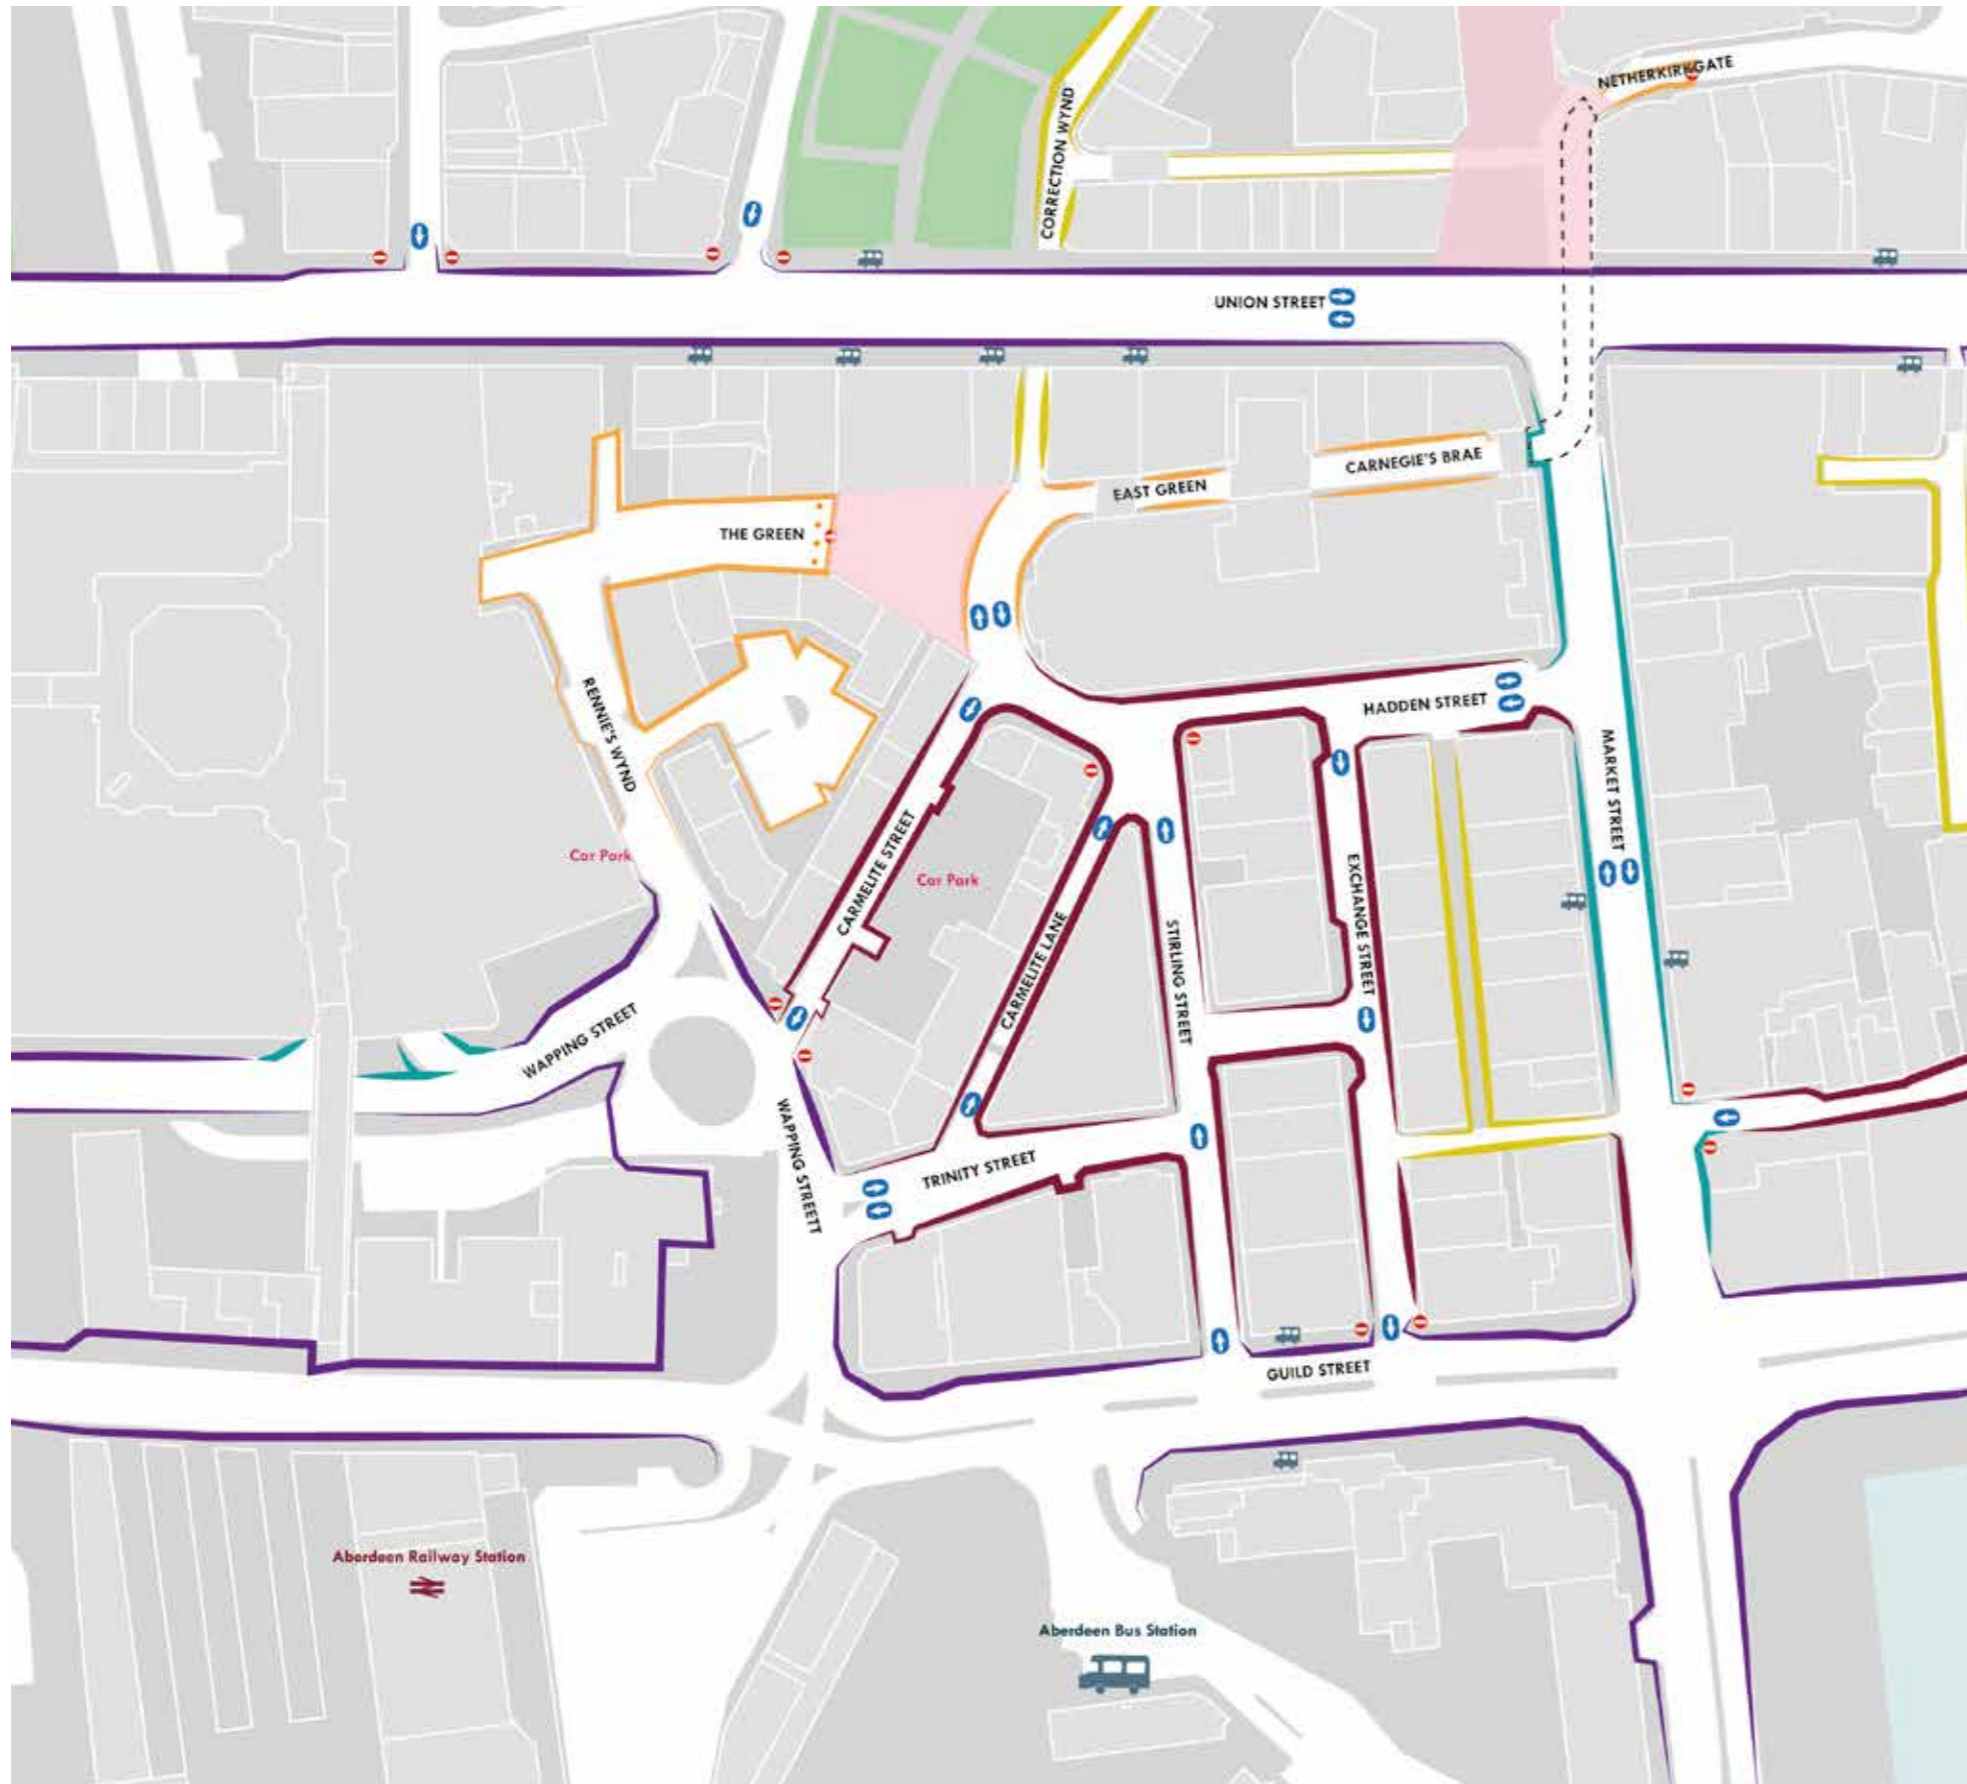 NETHERKIRKGATE
CORRECTION WYND
UNION STREET
CARNEGIE'S BRAE
EAST GREEN
THE GREEN
HADDEN STREET
RENNIE'S WYND
MARKET STREET
Car Park
CARMELITE STREET
Car Park
EXCHANGE STREET
CARMELITE LANE
STIRLING STREET
WAPPING STREET
WAPPING STREETT
TRINITY STREET
GUILD STREET
Aberdeen Railway Station
Aberdeen Bus Station